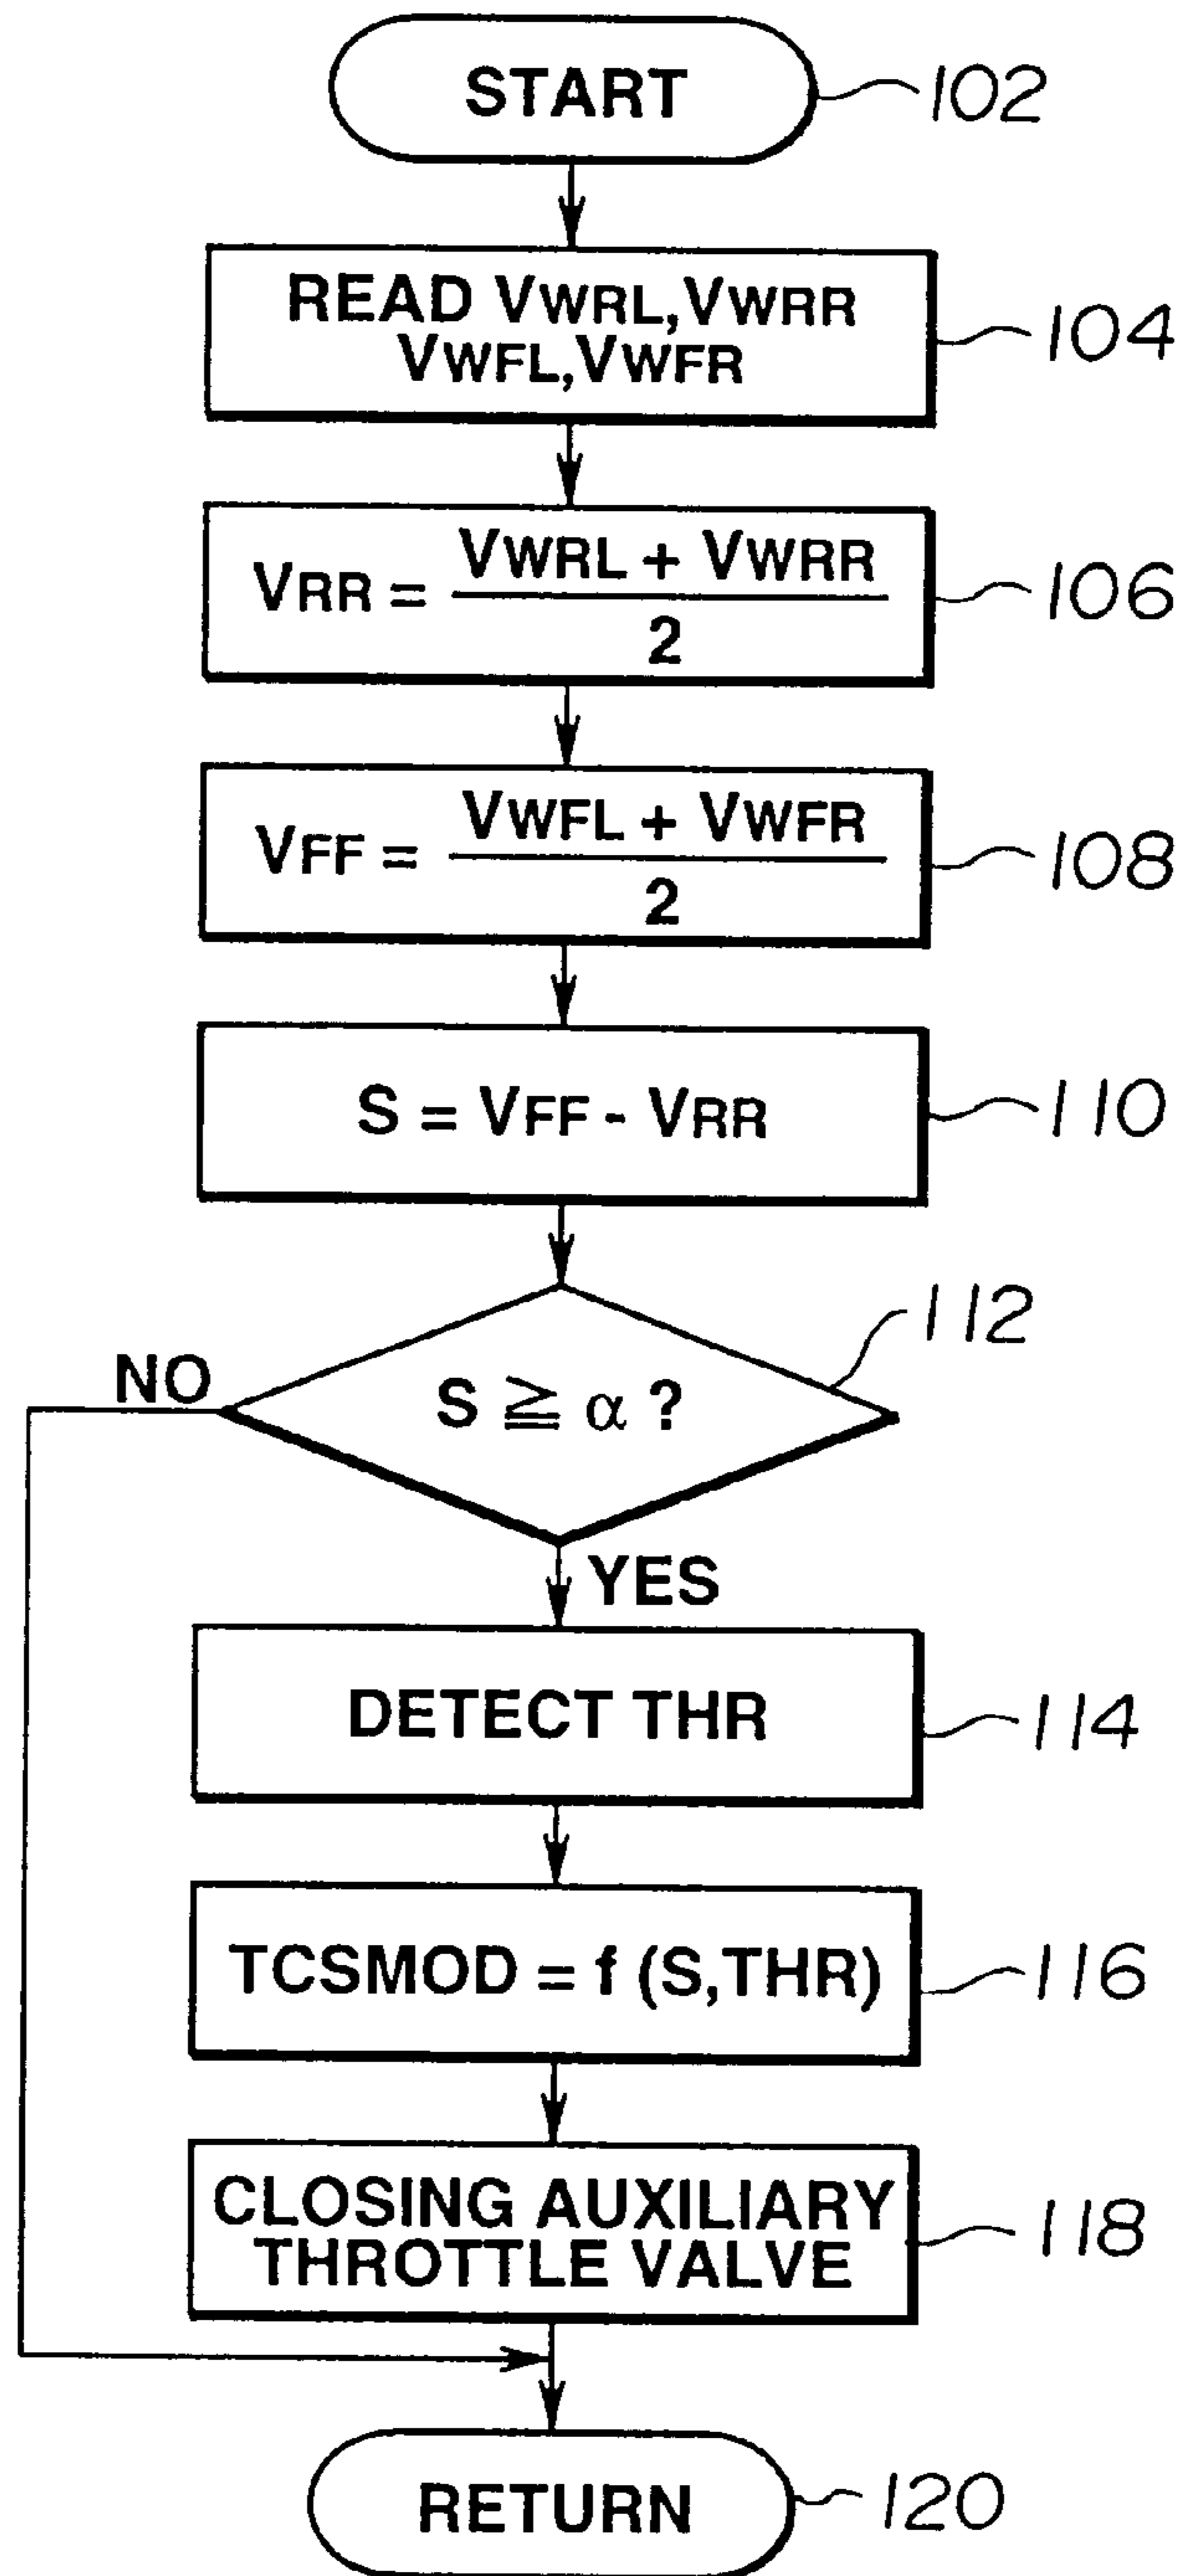 START
102
READ VWRL,VWRR
VWFL,VWFR
104
VRR = VWRL + VWRR
2
106
VFF = VWFL + VWFR
2
108
S = VFF - VRR
110
112
NO
S ≧ α ?
YES
DETECT THR
114
TCSMOD = f (S,THR)
116
CLOSING AUXILIARY
THROTTLE VALVE
118
RETURN
120